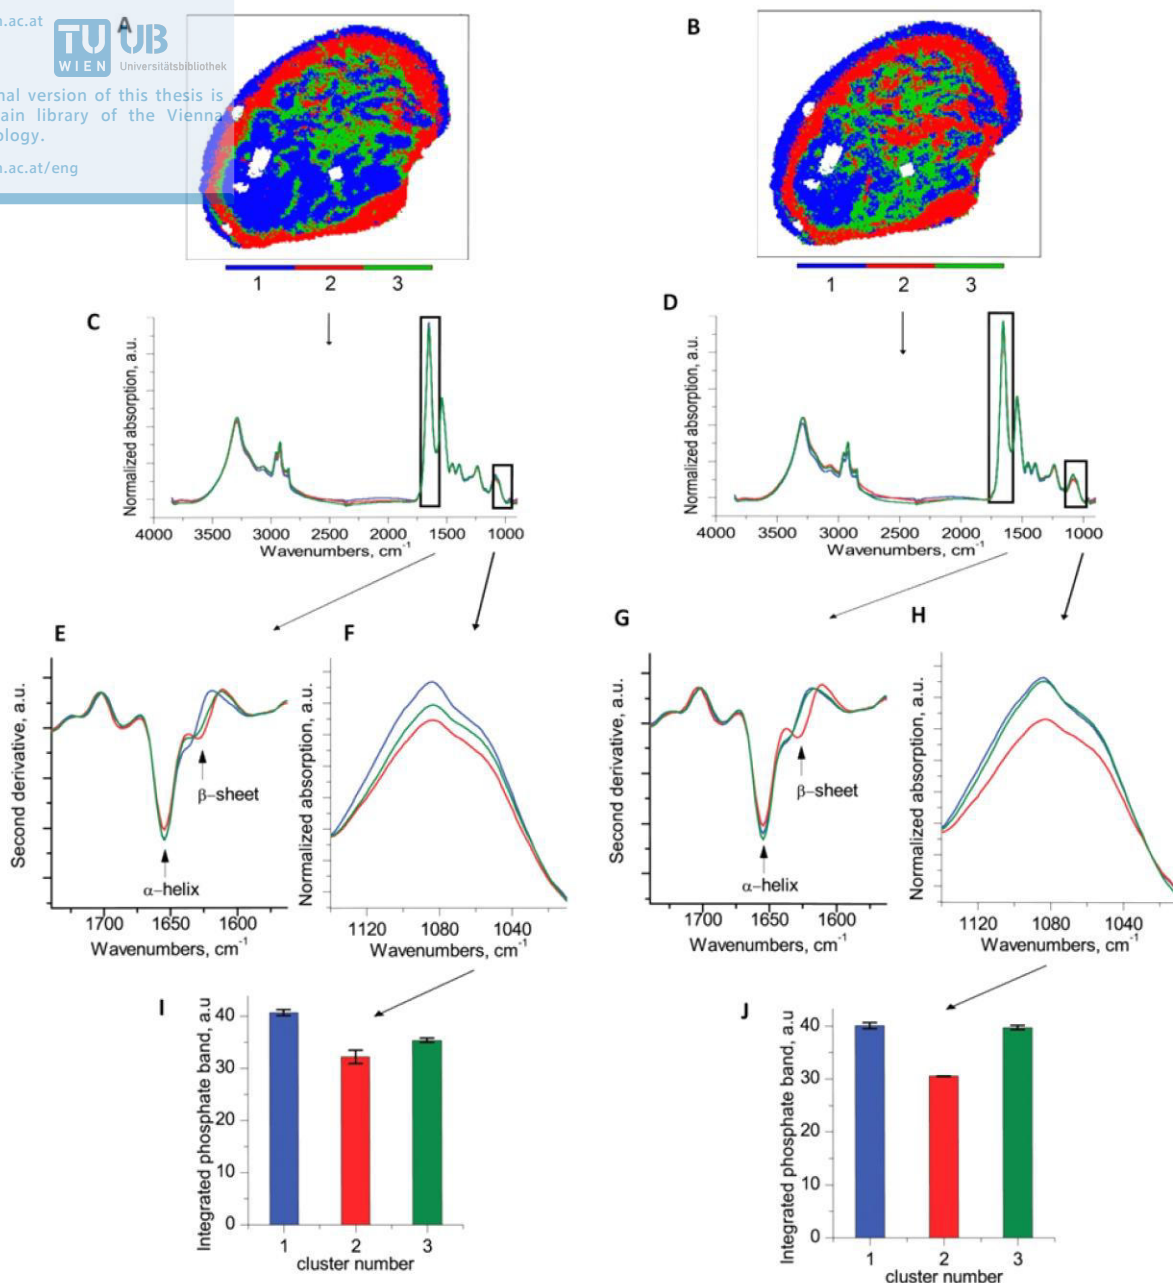 n.ac.at
A
B
TU UB
WIEN Universitätsbibliothek
nal version of this thesis is
ain library of the Vienna
ology.
n.ac.at/eng
1 2 3
1 2 3
C
D
Normalized absorption, a.u.
4000 3500 3000 2500 2000 1500 1000
Wavenumbers, cm-1
Normalized absorption, a.u.
4000 3500 3000 2500 2000 1500 1000
Wavenumbers, cm-1
E
F
G
H
Second derivative, a.u.
β-sheet
α-helix
1700 1650 1600
Wavenumbers, cm-1
Normalized absorption, a.u.
1120 1080 1040
Wavenumbers, cm-1
Second derivative, a.u.
β-sheet
α-helix
1700 1650 1600
Wavenumbers, cm-1
Normalized absorption, a.u.
1120 1080 1040
Wavenumbers, cm-1
I
J
Integrated phosphate band, a.u
40
30
20
10
0
1 2 3
cluster number
Integrated phosphate band, a.u
40
30
20
10
0
1 2 3
cluster number